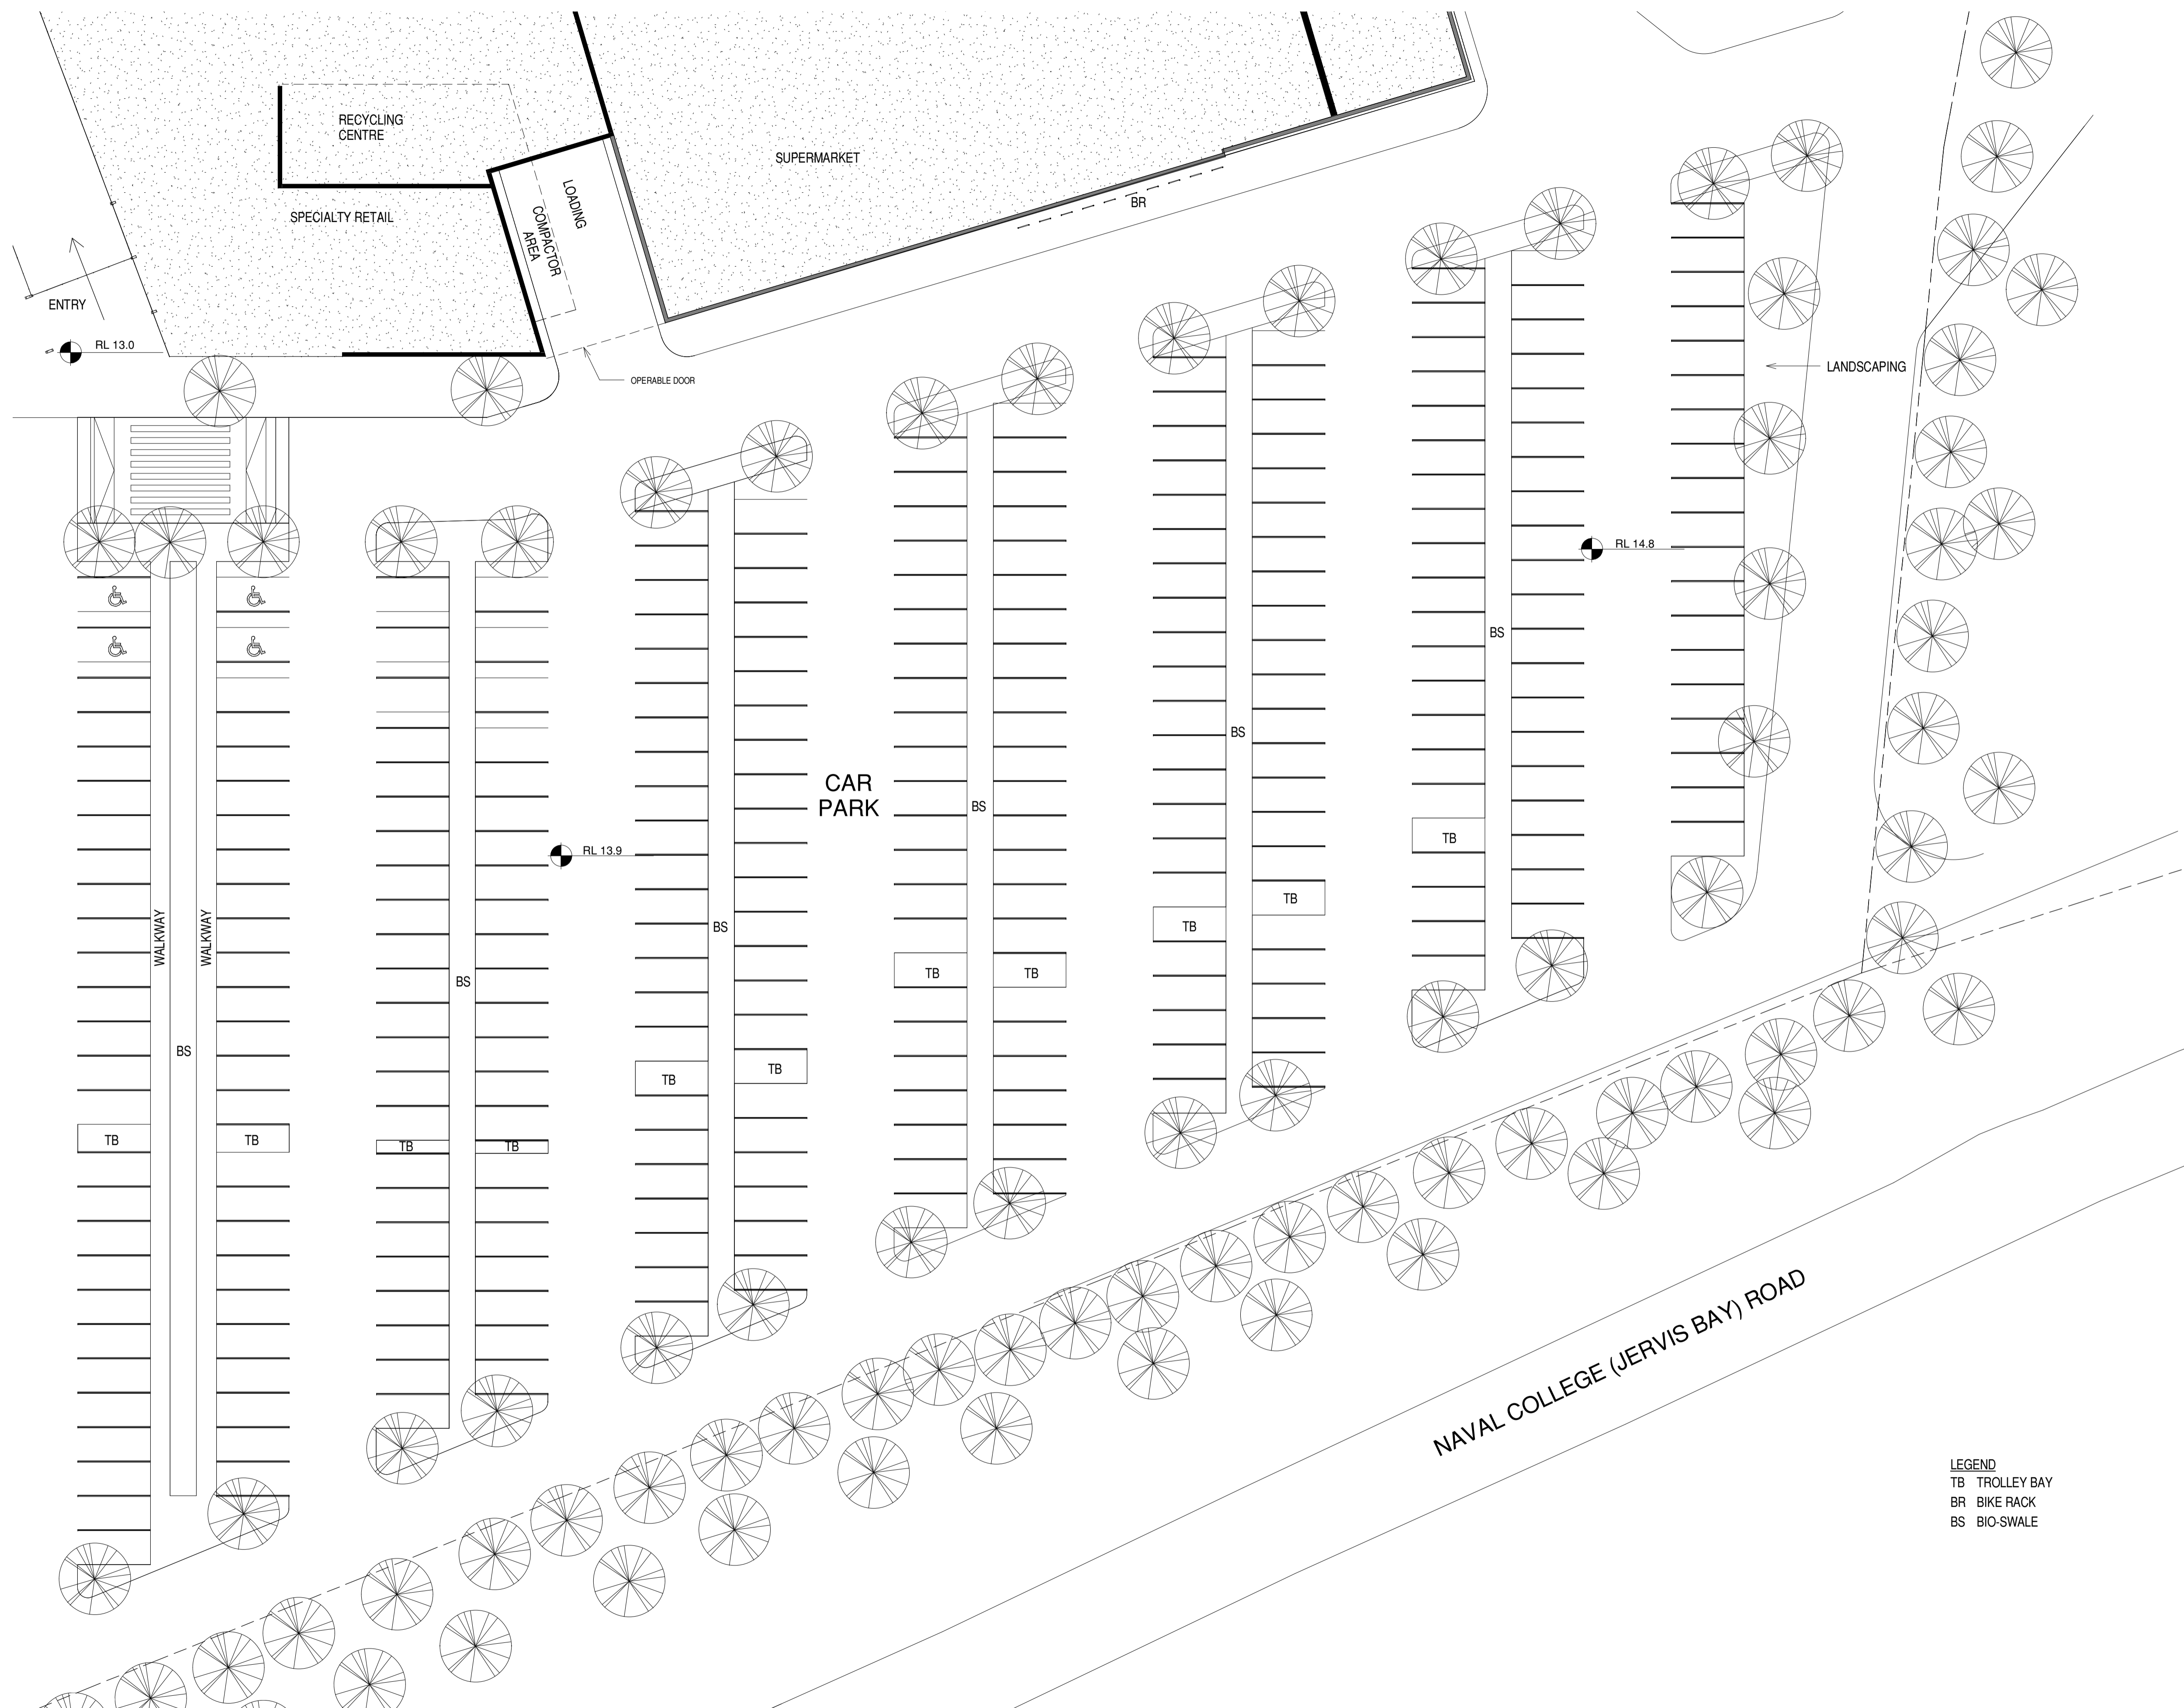 RECYCLING
CENTRE
SUPERMARKET
SPECIALTY RETAIL
LOADING
COMPACTOR
AREA
BR
ENTRY
RL 13.0
OPERABLE DOOR
LANDSCAPING
RL 14.8
BS
BS
CAR
PARK
BS
TB
RL 13.9
TB
TB
WALKWAY
WALKWAY
BS
TB
TB
BS
BS
TB
TB
TB
TB
TB
TB
NAVAL COLLEGE (JERVIS BAY) ROAD
LEGEND
TB TROLLEY BAY
BR BIKE RACK
BS BIO-SWALE